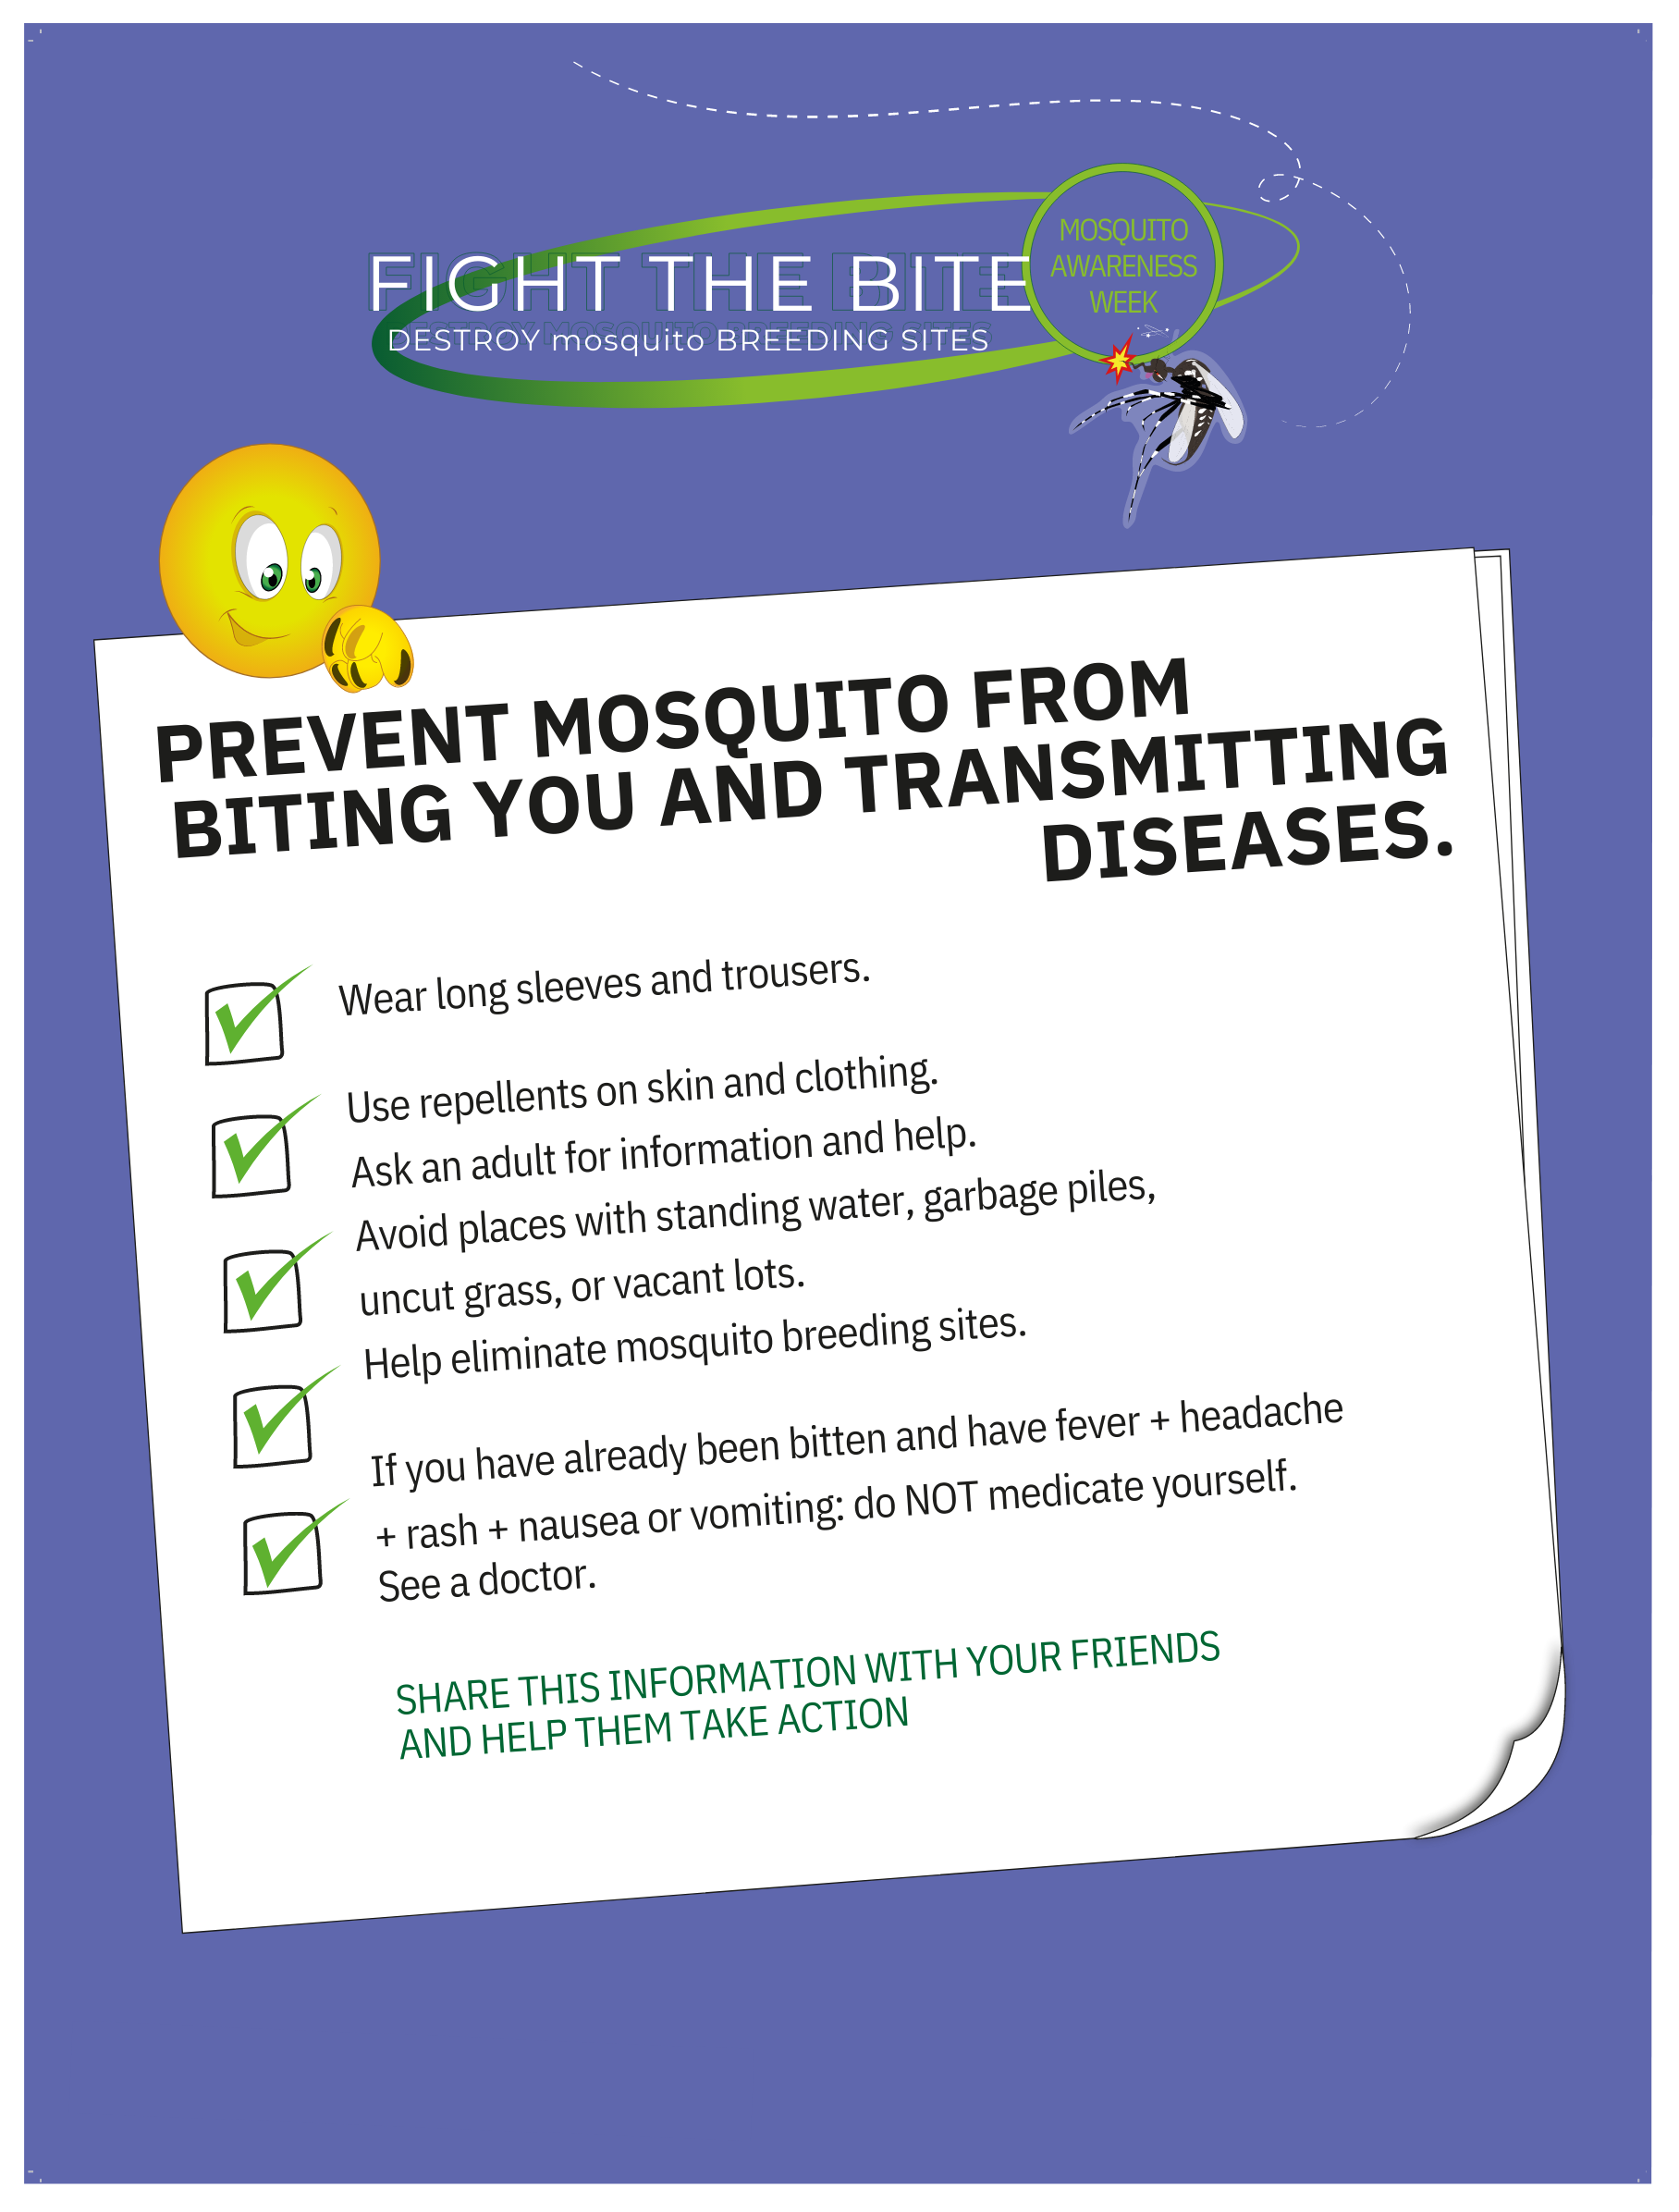 FIGHT THE BITE
DESTROY mosquito BREEDING SITES
MOSQUITO
AWARENESS
WEEK
PREVENT MOSQUITO FROM
BITING YOU AND TRANSMITTING
DISEASES.
Wear long sleeves and trousers.
Use repellents on skin and clothing.
Ask an adult for information and help.
Avoid places with standing water, garbage piles,
uncut grass, or vacant lots.
Help eliminate mosquito breeding sites.
If you have already been bitten and have fever + headache
+ rash + nausea or vomiting: do NOT medicate yourself.
See a doctor.
SHARE THIS INFORMATION WITH YOUR FRIENDS
AND HELP THEM TAKE ACTION